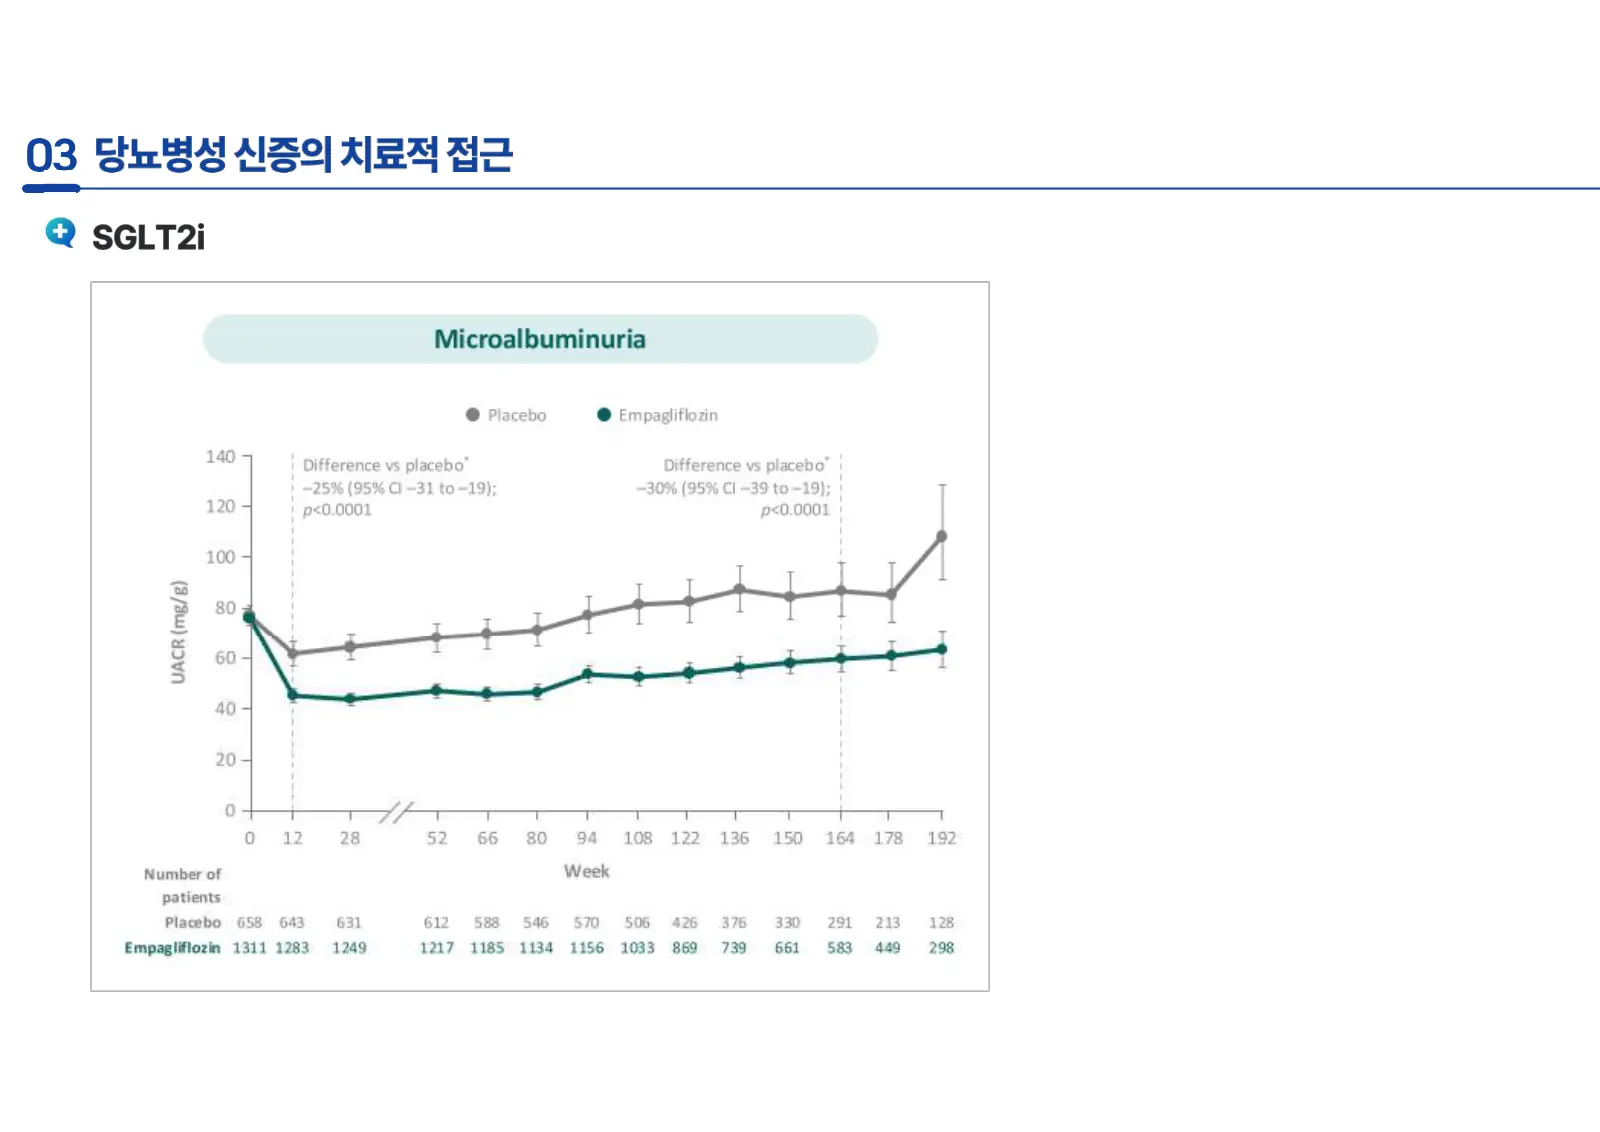 03 당뇨병성 신증의 치료적 접근
SGLT2i
Microalbuminuria
Placebo Empagliflozin
Difference vs placebo*
–25% (95% CI –31 to –19);
p<0.0001
Difference vs placebo*
–30% (95% CI –39 to –19);
p<0.0001
UACR (mg/g)
140
120
100
80
60
40
20
0
0 12 28 52 66 80 94 108 122 136 150 164 178 192
Week
Number of
patients
Placebo 658 643 631 612 588 546 570 506 426 376 330 291 213 128
Empagliflozin 1311 1283 1249 1217 1185 1134 1156 1033 869 739 661 583 449 298